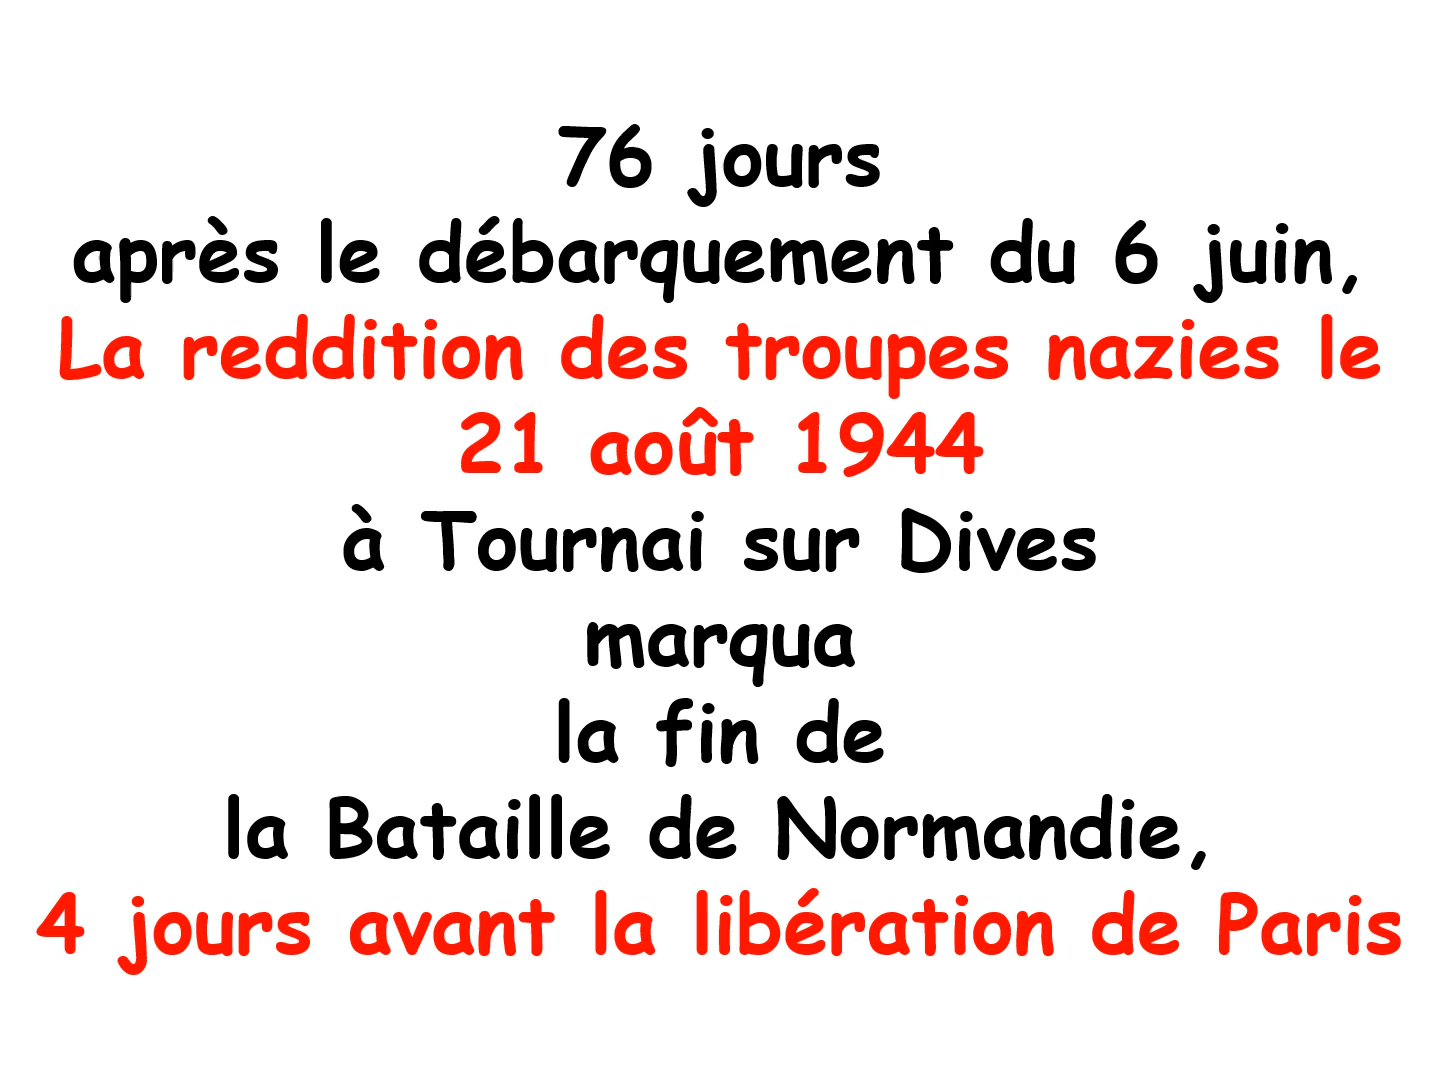 76 jours
après le débarquement du 6 juin,
La reddition des troupes nazies le
21 août 1944
à Tournai sur Dives
marqua
la fin de
la Bataille de Normandie,
4 jours avant la libération de Paris